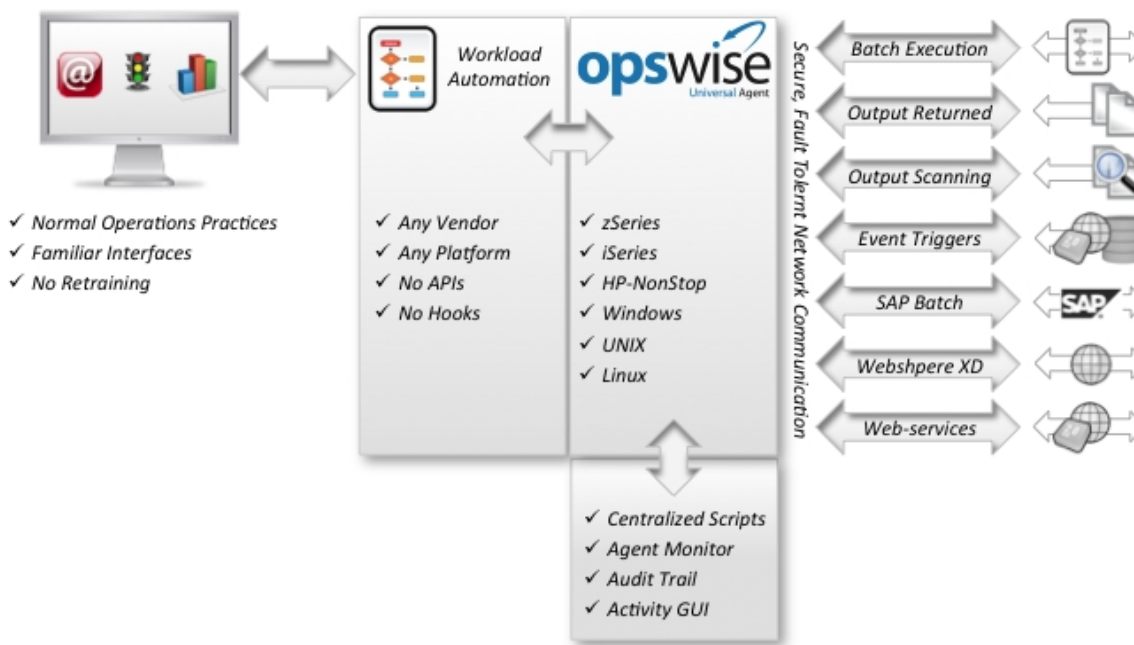 @
Normal Operations Practices
Familiar Interfaces
No Retraining
Workload
Automation
Any Vendor
Any Platform
No APIs
No Hooks
opswise
Universal Agent
zSeries
iSeries
HP-NonStop
Windows
UNIX
Linux
Centralized Scripts
Agent Monitor
Audit Trail
Activity GUI
Secure, Fault Tolernt Network Communication
Batch Execution
Output Returned
Output Scanning
Event Triggers
SAP Batch
SAP
Webshpere XD
Web-services